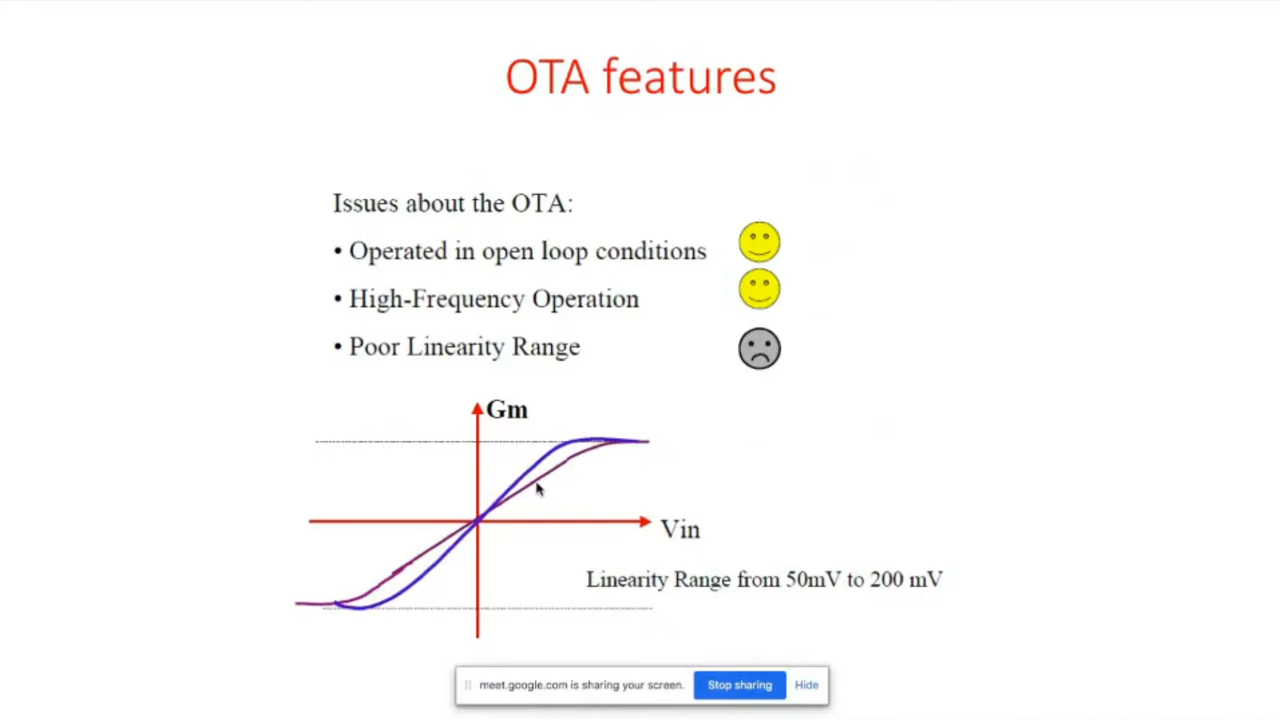 OTA features
Issues about the OTA:
• Operated in open loop conditions
• High-Frequency Operation
• Poor Linearity Range
Gm
Vin
Linearity Range from 50mV to 200 mV
meet.google.com is sharing your screen. Stop sharing Hide